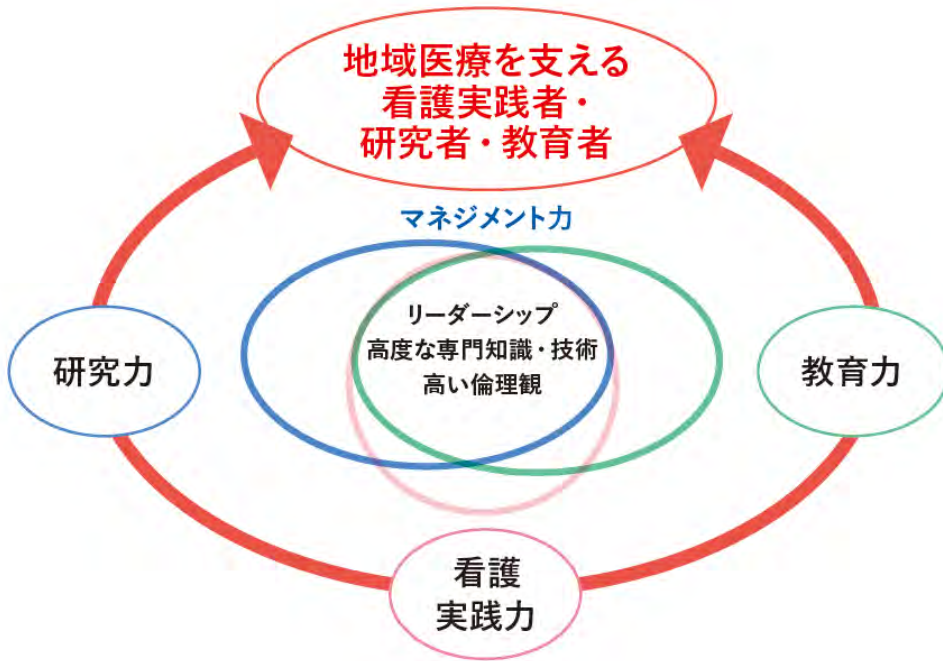 地域医療を支える
看護実践者・
研究者・教育者
マネジメント力
リーダーシップ
高度な専門知識・技術
高い倫理観
研究力
教育力
看護
実践力